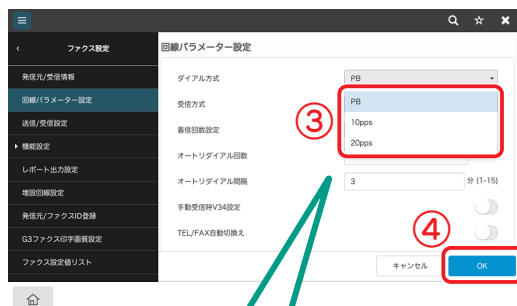 ファクス設定
回線パラメーター設定
発信元/受信情報
ダイアル方式
PB
回線パラメーター設定
受信方式
PB
送信/受信設定
着信回数設定
③
10pps
機能設定
20pps
レポート出力設定
オートリダイアル回数
増設回線設定
オートリダイアル間隔
3
分 (1-15)
発信元/ファクスID登録
手動受信時V34設定
G3ファクス印字画質設定
TEL/FAX自動切換え
④
ファクス設定値リスト
キャンセル
OK